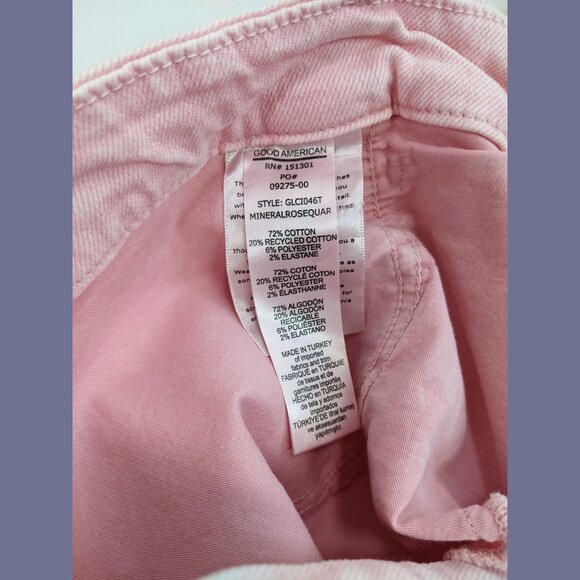 GOOD AMERICAN
RN# 151301
PO#
09275-00
STYLE: GLCI046T
MINERALROSEQUAR
72% COTTON
20% RECYCLED COTTON
6% POLYESTER
2% ELASTANE
72% COTON
20% RECYCLÉ COTON
6% POLYESTER
2% ÉLASTHANNE
72% ALGODÓN
20% ALGODÓN
RECICABLE
6% POLIÉSTER
2% ELASTANO
MADE IN TURKEY
of imported
fabrics and trim
FABRIQUE en TURQUIE
de tissus et de
garnitures importés
HECHO en TURQUÍA
de tela y adornos
importados
TÜRKİYE'DE ithal kumaş
ve aksesuardan
yapılmıştır.